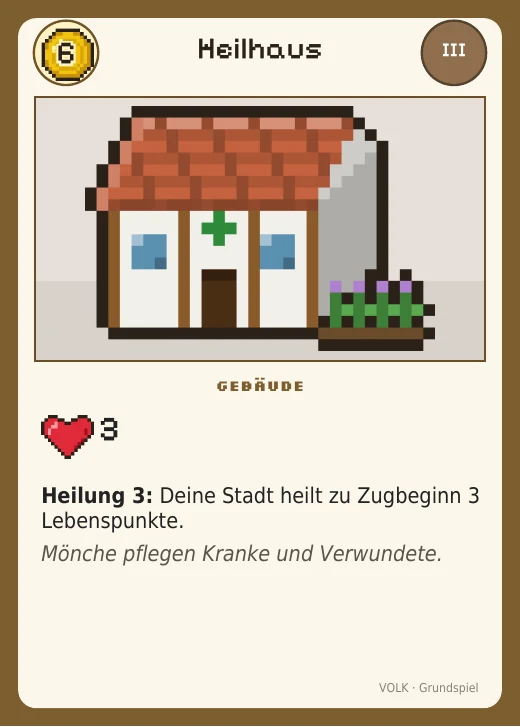 6
Heilhaus
III
GEBÄUDE
3
Heilung 3: Deine Stadt heilt zu Zugbeginn 3
Lebenspunkte.
Mönche pflegen Kranke und Verwundete.
VOLK · Grundspiel